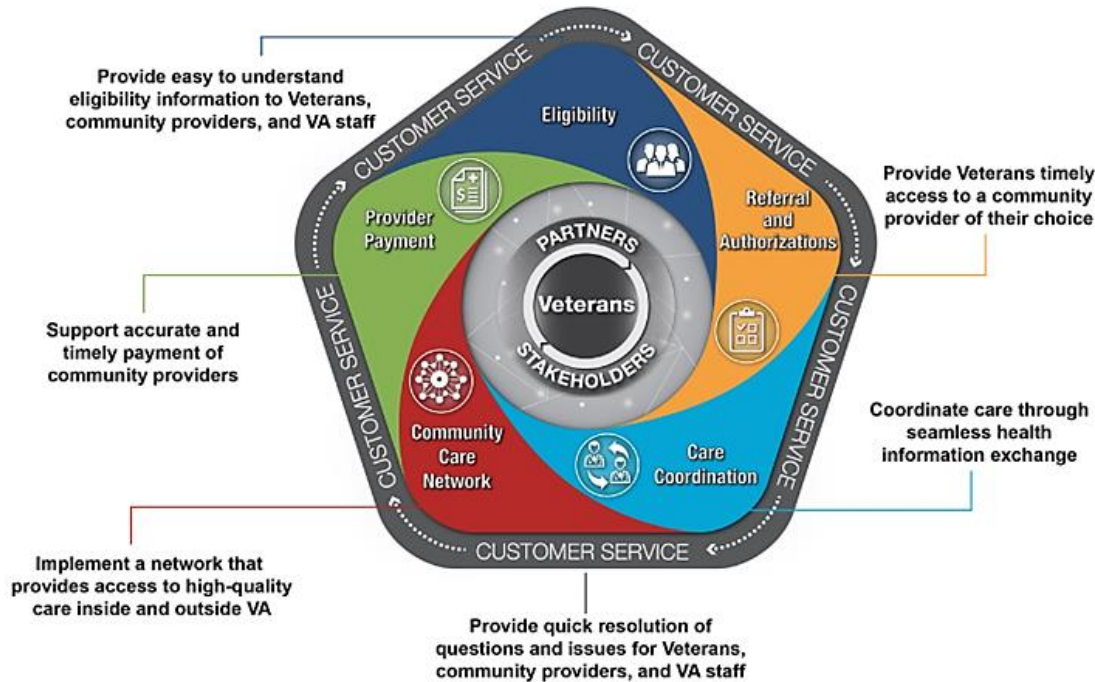 Provide easy to understand
eligibility information to Veterans,
community providers, and VA staff
CUSTOMER SERVICE
CUSTOMER SERVICE
Eligibility
Provider
Payment
Referral
and
Authorizations
Provide Veterans timely
access to a community
provider of their choice
PARTNERS
Veterans
STAKEHOLDERS
CUSTOMER SERVICE
CUSTOMER SERVICE
Support accurate and
timely payment of
community providers
Community
Care
Network
Care
Coordination
Coordinate care through
seamless health
information exchange
CUSTOMER SERVICE
Implement a network that
provides access to high-quality
care inside and outside VA
Provide quick resolution of
questions and issues for Veterans,
community providers, and VA staff
$